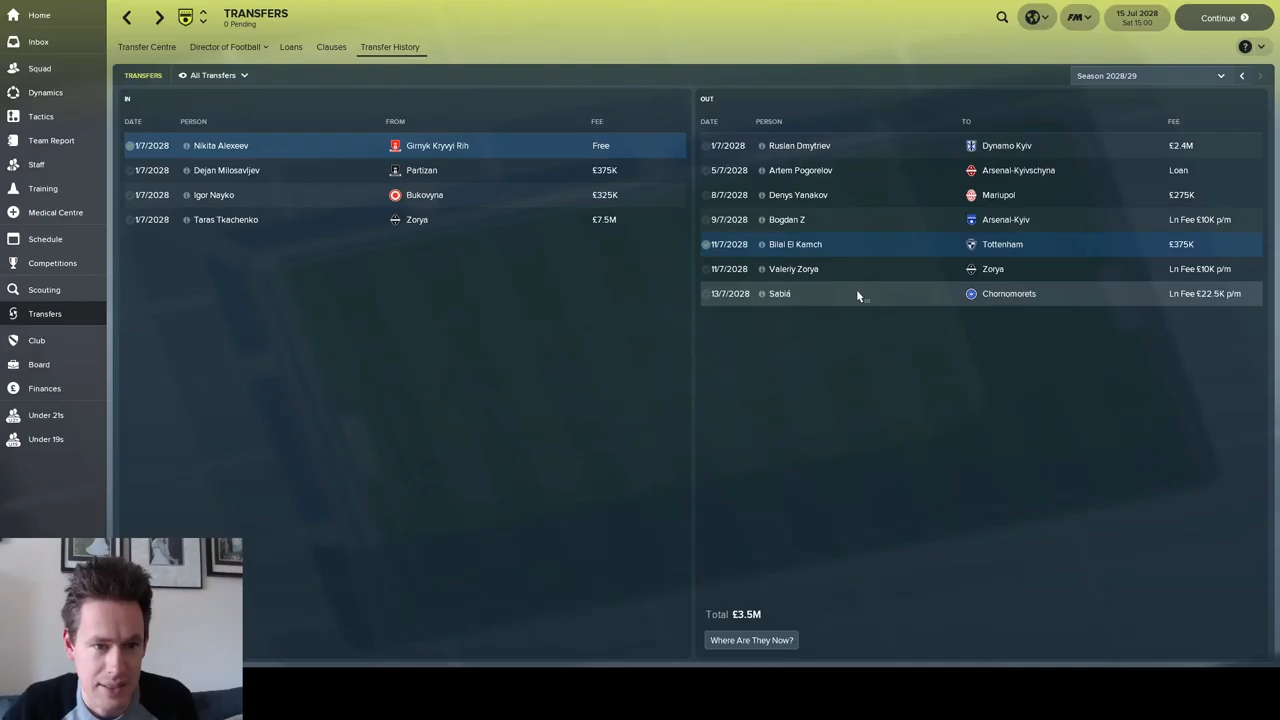 Home
Inbox
Squad
Dynamics
Tactics
Team Report
Staff
Training
Medical Centre
Schedule
Competitions
Scouting
Transfers
Club
Board
Finances
Under 21s
Under 19s
TRANSFERS
0 Pending
FM
15 Jul 2028
Sat 15:00
Continue
Transfer Centre Director of Football Loans Clauses Transfer History
?
TRANSFERS All Transfers
Season 2028/29
IN
DATE PERSON FROM FEE
1/7/2028 Nikita Alexeev Girnyk Kryvyi Rih Free
1/7/2028 Dejan Milosavljev Partizan £375K
1/7/2028 Igor Nayko Bukovyna £325K
1/7/2028 Taras Tkachenko Zorya £7.5M
OUT
DATE PERSON TO FEE
1/7/2028 Ruslan Dmytriev Dynamo Kyiv £2.4M
5/7/2028 Artem Pogorelov Arsenal-Kyivschyna Loan
8/7/2028 Denys Yanakov Mariupol £275K
9/7/2028 Bogdan Z Arsenal-Kyiv Ln Fee £10K p/m
11/7/2028 Bilal El Kamch Tottenham £375K
11/7/2028 Valeriy Zorya Zorya Ln Fee £10K p/m
13/7/2028 Sabiá Chornomorets Ln Fee £22.5K p/m
Total £3.5M
Where Are They Now?